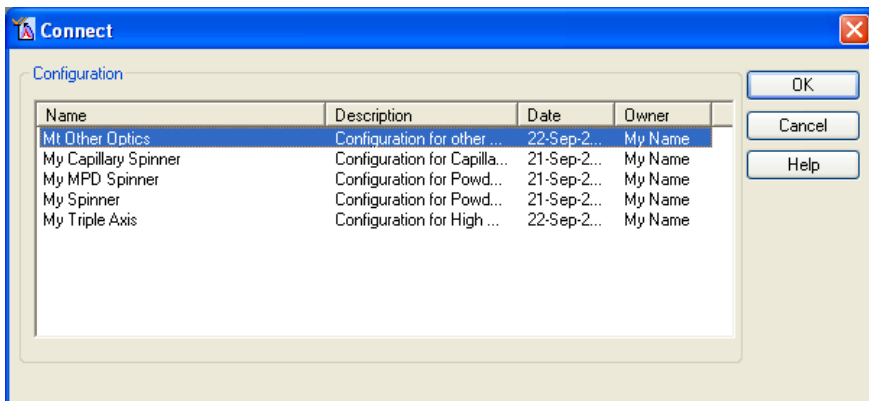 Connect
Configuration
OK
Name Description Date Owner
Cancel
Mt Other Optics Configuration for other ... 22-Sep-2... My Name
My Capillary Spinner Configuration for Capilla... 21-Sep-2... My Name
Help
My MPD Spinner Configuration for Powd... 21-Sep-2... My Name
My Spinner Configuration for Powd... 21-Sep-2... My Name
My Triple Axis Configuration for High ... 22-Sep-2... My Name